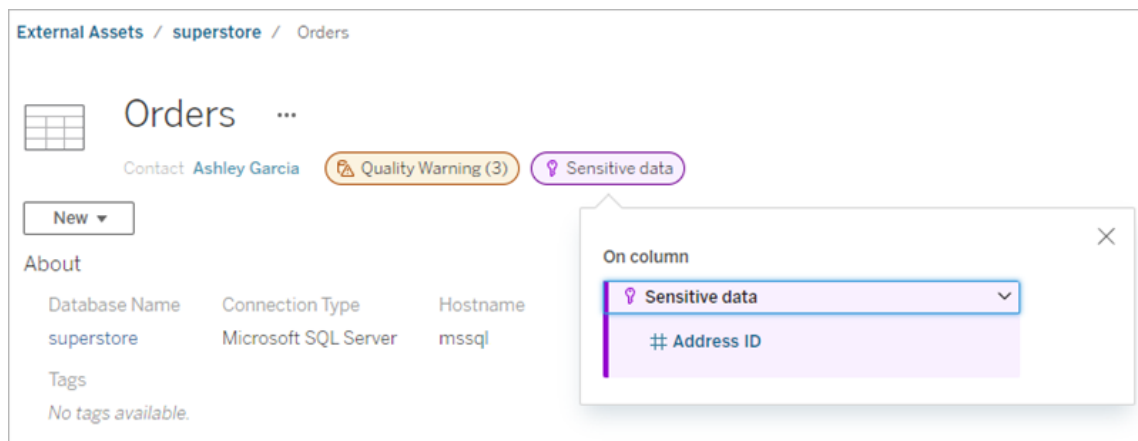 External Assets / superstore / Orders
Orders ...
Contact Ashley Garcia Quality Warning (3) Sensitive data
New
About
Database Name Connection Type Hostname
superstore Microsoft SQL Server mssql
Tags
No tags available.
On column
Sensitive data
# Address ID